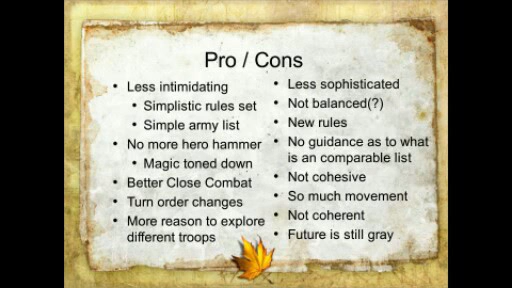 Pro / Cons
• Less intimidating
• Simplistic rules set
• Simple army list
• No more hero hammer
• Magic toned down
• Better Close Combat
• Turn order changes
• More reason to explore
different troops
• Less sophisticated
• Not balanced(?)
• New rules
• No guidance as to what
is an comparable list
• Not cohesive
• So much movement
• Not coherent
• Future is still gray